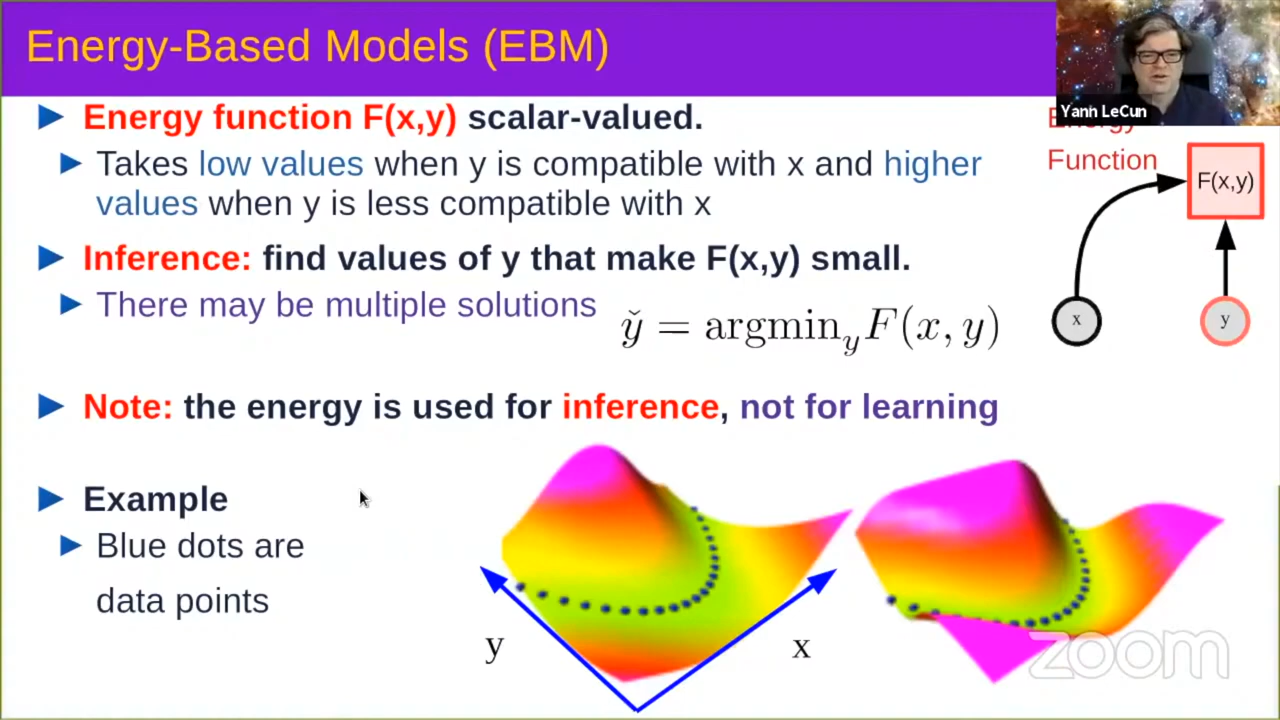 Energy-Based Models (EBM)
Yann LeCun
Energy function F(x,y) scalar-valued.
Energy
Function
F(x,y)
Takes low values when y is compatible with x and higher
values when y is less compatible with x
Inference: find values of y that make F(x,y) small.
There may be multiple solutions
y̌ = argmin_y F(x, y)
x
y
Note: the energy is used for inference, not for learning
Example
Blue dots are
data points
y
x
zoom